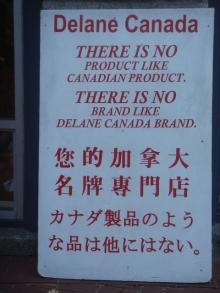 Delane Canada
THERE IS NO
PRODUCT LIKE
CANADIAN PRODUCT.
THERE IS NO
BRAND LIKE
DELANE CANADA BRAND.
您的加拿大
名牌專門店
カナダ製品のよう
な品は他にはない。